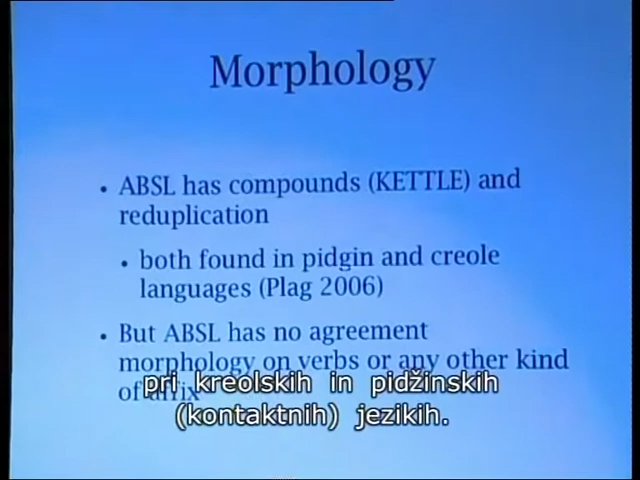 Morphology
• ABSL has compounds (KETTLE) and
reduplication
• both found in pidgin and creole
languages (Plag 2006)
• But ABSL has no agreement
morphology on verbs or any other kind
of affix
pri kreolskih in pidžinskih
(kontaktnih) jezikih.